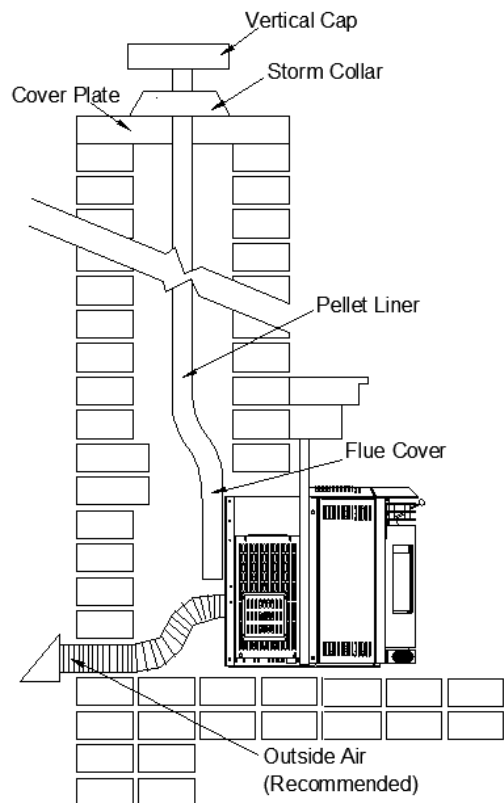 Vertical Cap
Storm Collar
Cover Plate
Pellet Liner
Flue Cover
Outside Air
(Recommended)